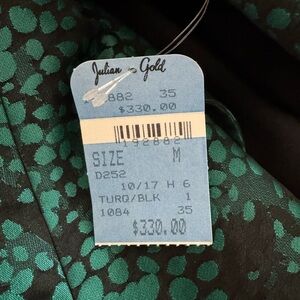 Julian Gold
882 35
$330.00
192882
SIZE M
D252
10/17 H 6
TURQ/BLK 1
1084 35
$330.00